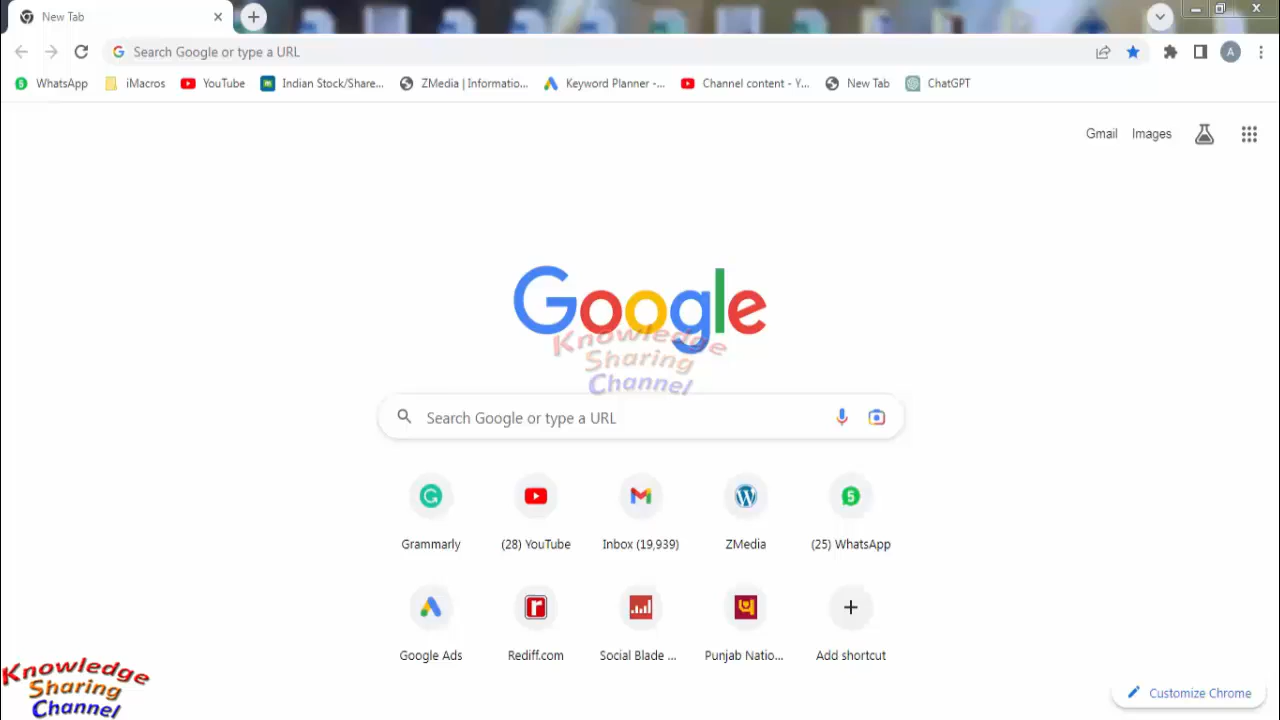 New Tab
Search Google or type a URL
WhatsApp iMacros YouTube Indian Stock/Share... ZMedia | Informatio... Keyword Planner -... Channel content - Y... New Tab ChatGPT
A
Gmail Images
Google
Knowledge
Sharing
Channel
Search Google or type a URL
Grammarly (28) YouTube Inbox (19,939) ZMedia (25) WhatsApp
Google Ads Rediff.com Social Blade ... Punjab Natio... Add shortcut
Knowledge
Sharing
Channel
Customize Chrome